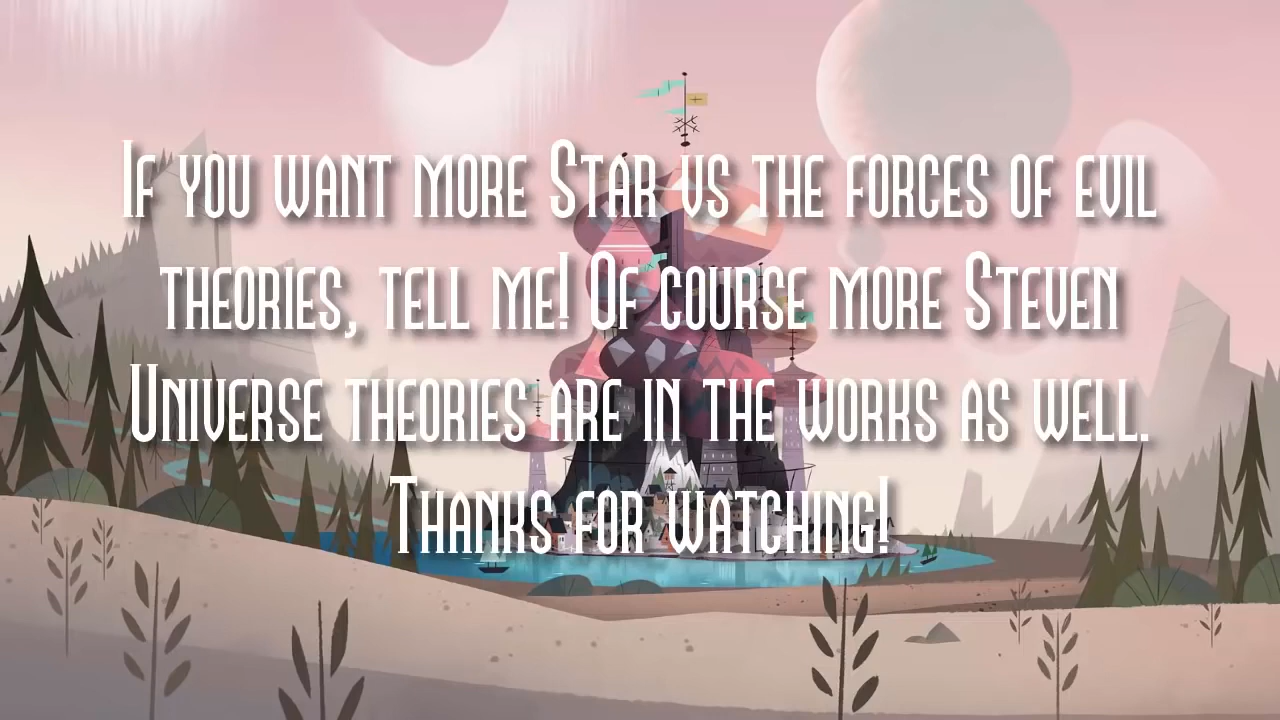 If you want more Star vs the forces of evil
theories, tell me! Of course more Steven
Universe theories are in the works as well.
Thanks for watching!